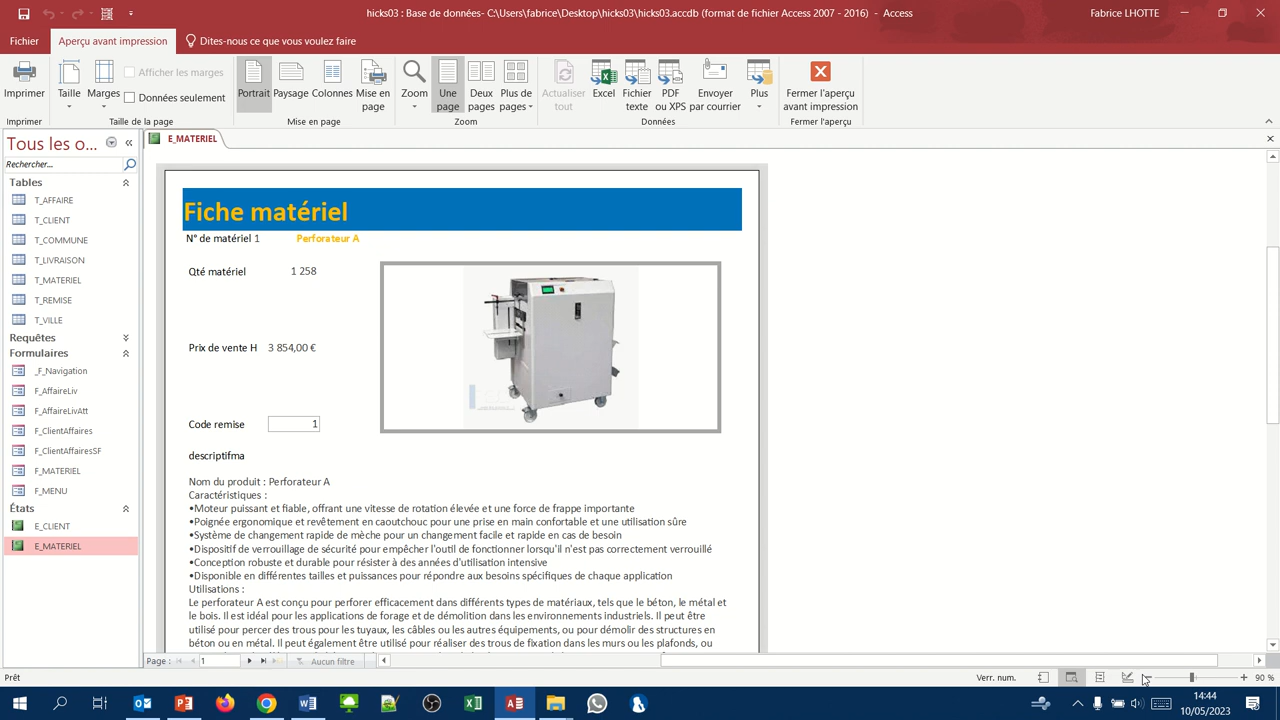 hicks03 : Base de données- C:\Users\fabrice\Desktop\hicks03\hicks03.accdb (format de fichier Access 2007 - 2016) - Access
Fabrice LHOTTE
Fichier
Aperçu avant impression
Dites-nous ce que vous voulez faire
Imprimer
Taille
Marges
Afficher les marges
Données seulement
Portrait
Paysage
Colonnes
Mise en page
Zoom
Une page
Deux pages
Plus de pages
Actualiser tout
Excel
Fichier texte
PDF ou XPS
Envoyer par courrier
Plus
Fermer l'aperçu avant impression
Imprimer
Taille de la page
Mise en page
Zoom
Données
Fermer l'aperçu
Tous les o...
Rechercher...
Tables
T_AFFAIRE
T_CLIENT
T_COMMUNE
T_LIVRAISON
T_MATERIEL
T_REMISE
T_VILLE
Requêtes
Formulaires
_F_Navigation
F_AffaireLiv
F_AffaireLivAtt
F_ClientAffaires
F_ClientAffairesSF
F_MATERIEL
F_MENU
États
E_CLIENT
E_MATERIEL
E_MATERIEL
Fiche matériel
N° de matériel 1 Perforateur A
Qté matériel 1 258
Prix de vente H 3 854,00 €
Code remise 1
descriptifma
Nom du produit : Perforateur A
Caractéristiques :
•Moteur puissant et fiable, offrant une vitesse de rotation élevée et une force de frappe importante
•Poignée ergonomique et revêtement en caoutchouc pour une prise en main confortable et une utilisation sûre
•Système de changement rapide de mèche pour un changement facile et rapide en cas de besoin
•Dispositif de verrouillage de sécurité pour empêcher l'outil de fonctionner lorsqu'il n'est pas correctement verrouillé
•Conception robuste et durable pour résister à des années d'utilisation intensive
•Disponible en différentes tailles et puissances pour répondre aux besoins spécifiques de chaque application
Utilisations :
Le perforateur A est conçu pour perforer efficacement dans différents types de matériaux, tels que le béton, le métal et
le bois. Il est idéal pour les applications de forage et de démolition dans les environnements industriels. Il peut être
utilisé pour percer des trous pour les tuyaux, les câbles ou les autres équipements, ou pour démolir des structures en
béton ou en métal. Il peut également être utilisé pour réaliser des trous de fixation dans les murs ou les plafonds, ou
Page : 1 Aucun filtre
Prêt
Verr. num.
90 %
14:44
10/05/2023